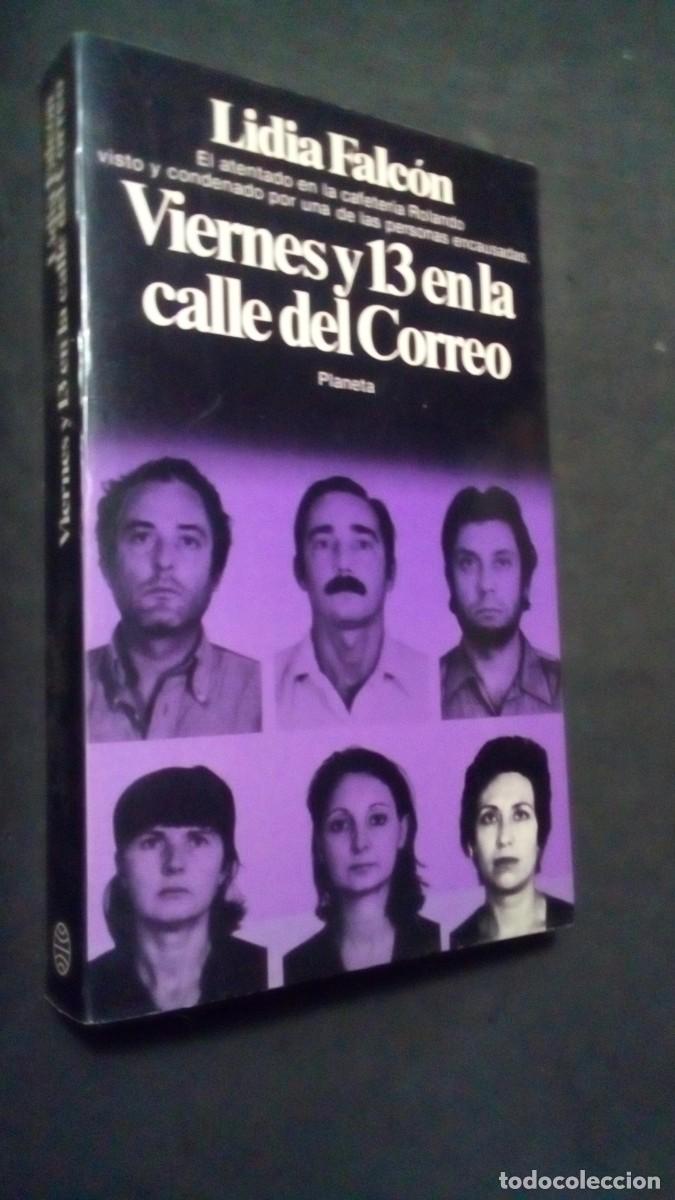 Lidia Falcón
El atentado en la cafetería Rolando
visto y condenado por una de las personas encausadas.
Viernes y 13 en la
calle del Correo
Planeta
Lidia Falcón
Viernes y 13 en la calle del Correo
todocoleccion